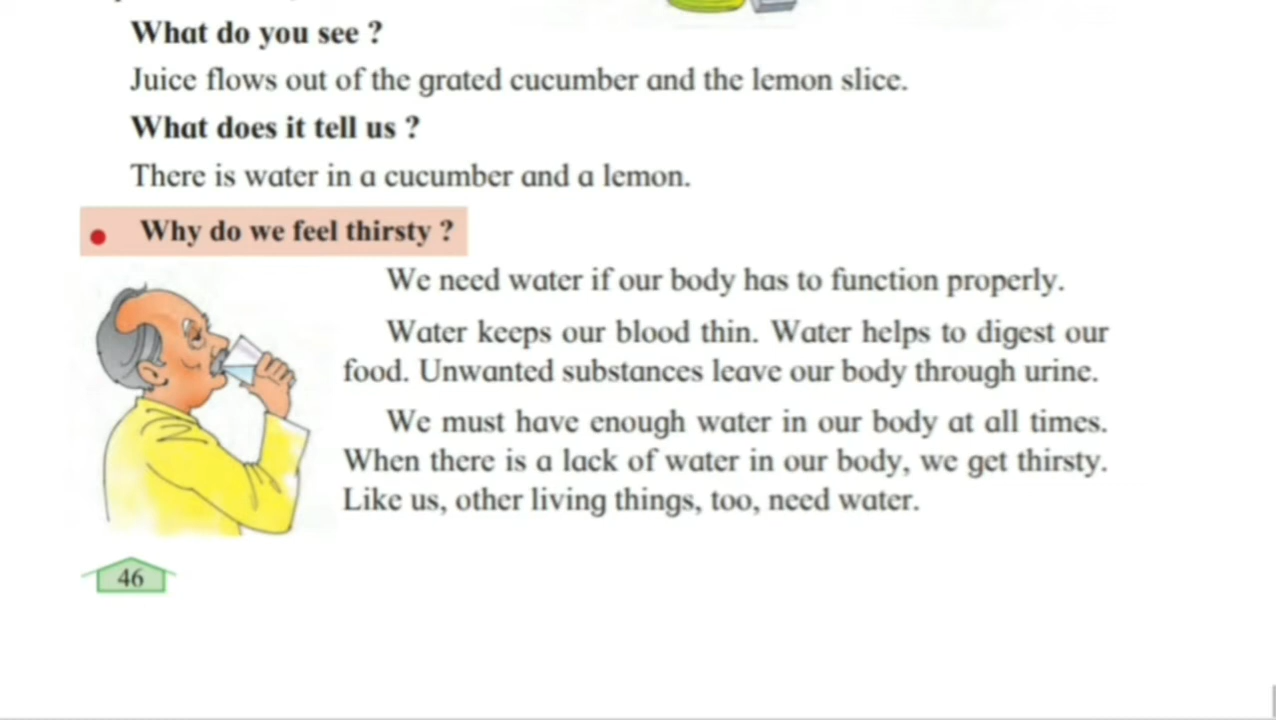 What do you see ?
Juice flows out of the grated cucumber and the lemon slice.
What does it tell us ?
There is water in a cucumber and a lemon.
• Why do we feel thirsty ?
We need water if our body has to function properly.
Water keeps our blood thin. Water helps to digest our
food. Unwanted substances leave our body through urine.
We must have enough water in our body at all times.
When there is a lack of water in our body, we get thirsty.
Like us, other living things, too, need water.
46